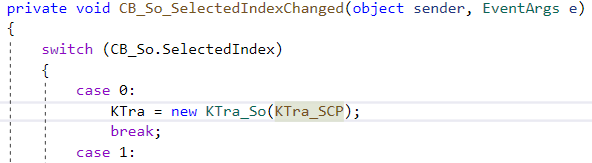 private void CB_So_SelectedIndexChanged(object sender, EventArgs e)
{
switch (CB_So.SelectedIndex)
{
case 0:
KTra = new KTra_So(KTra_SCP);
break;
case 1: